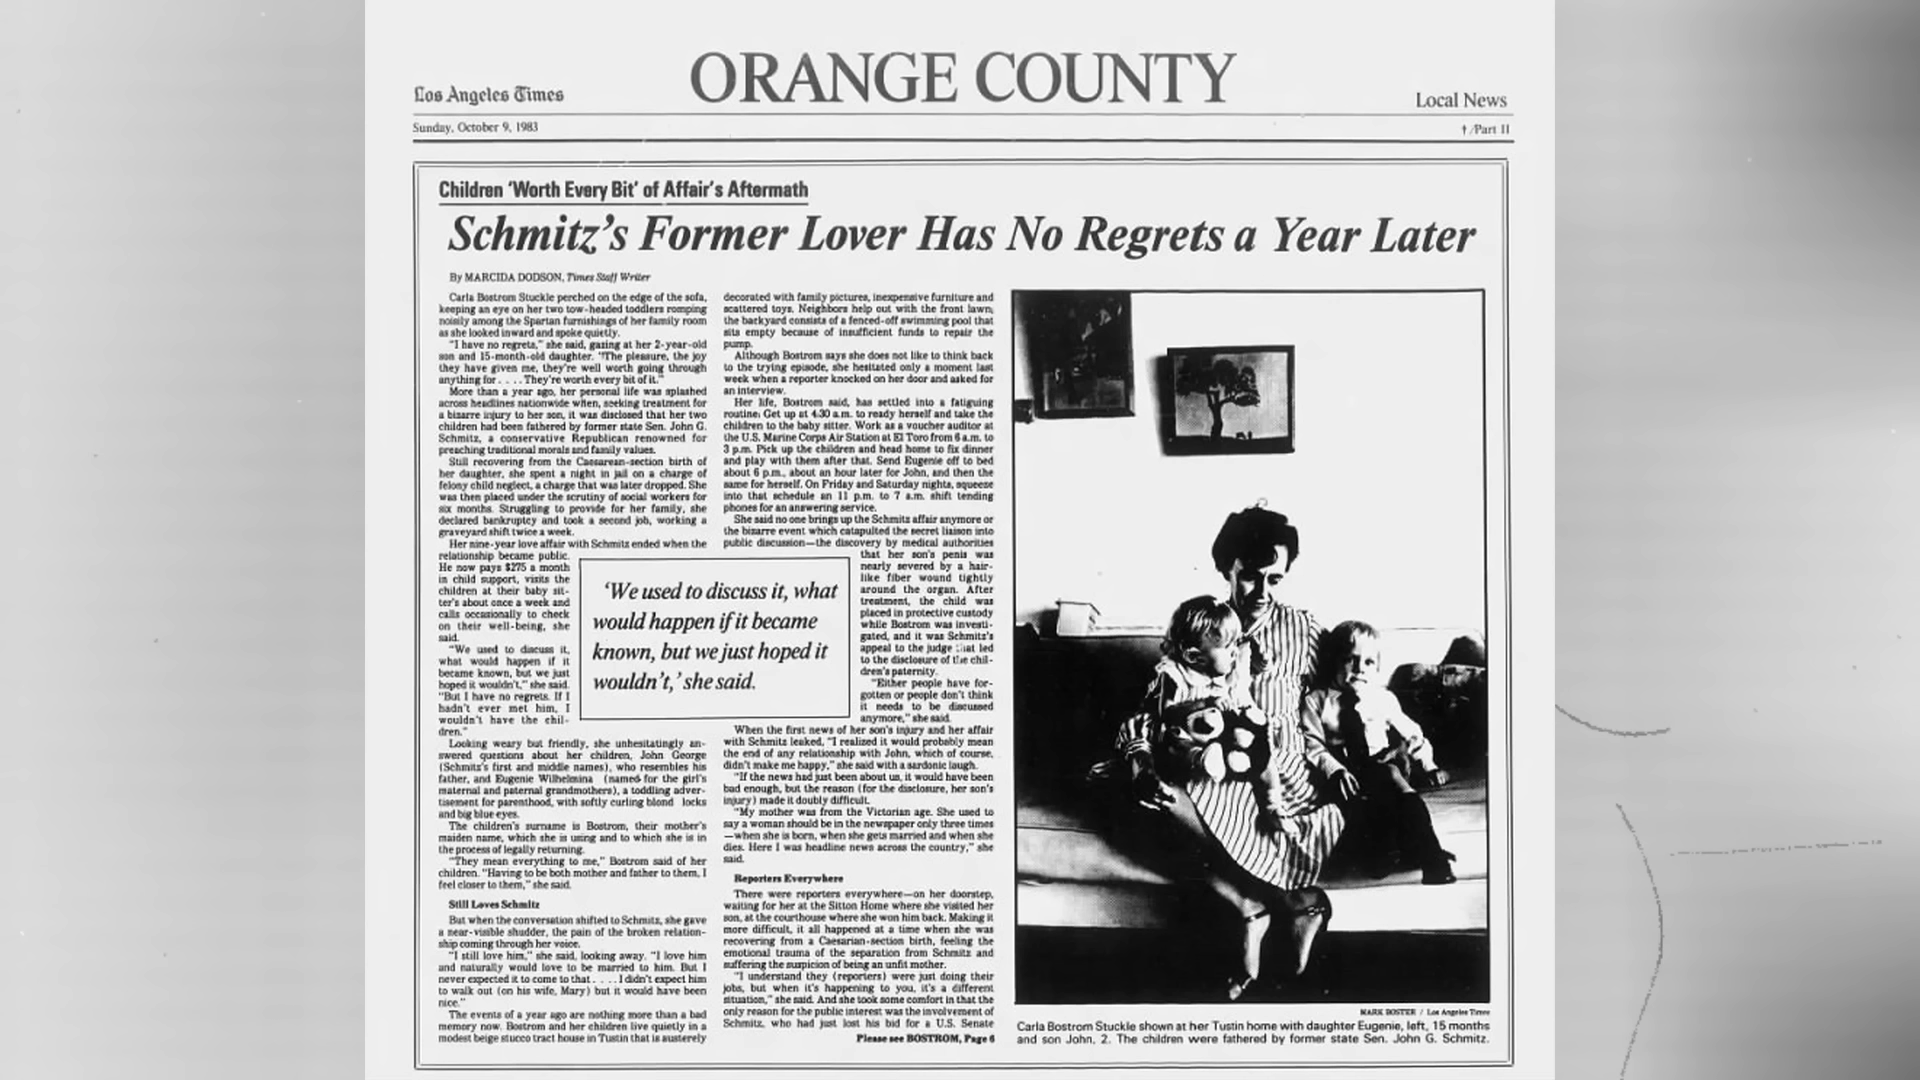 ORANGE COUNTY
Los Angeles Times
Local News
Sunday, October 9, 1983
† /Part II
Children 'Worth Every Bit' of Affair's Aftermath
Schmitz's Former Lover Has No Regrets a Year Later
By MARCIDA DODSON, Times Staff Writer
Carla Bostrom Stuckle perched on the edge of the sofa,
keeping an eye on her two tow-headed toddlers romping
noisily among the Spartan furnishings of her family room
as she looked inward and spoke quietly.
"I have no regrets," she said, gazing at her 2-year-old
son and 15-month-old daughter. "The pleasure, the joy
they have given me, they're well worth going through
anything for . . . . They're worth every bit of it."
More than a year ago, her personal life was splashed
across headlines nationwide when, seeking treatment for
a bizarre injury to her son, it was disclosed that her two
children had been fathered by former state Sen. John G.
Schmitz, a conservative Republican renowned for
preaching traditional morals and family values.
Still recovering from the Caesarean-section birth of
her daughter, she spent a night in jail on a charge of
felony child neglect, a charge that was later dropped. She
was then placed under the scrutiny of social workers for
six months. Struggling to provide for her family, she
declared bankruptcy and took a second job, working a
graveyard shift twice a week.
Her nine-year love affair with Schmitz ended when the
relationship became public.
He now pays $275 a month
in child support, visits the
children at their baby sit-
ter's about once a week and
calls occasionally to check
on their well-being, she
said.
"We used to discuss it,
what would happen if it
became known, but we just
hoped it wouldn't," she said.
"But I have no regrets. If I
hadn't ever met him, I
wouldn't have the chil-
dren."
Looking weary but friendly, she unhesitatingly an-
swered questions about her children, John George
(Schmitz's first and middle names), who resembles his
father, and Eugenie Wilhelmina (named for the girl's
maternal and paternal grandmothers), a toddling adver-
tisement for parenthood, with softly curling blond locks
and big blue eyes.
The children's surname is Bostrom, their mother's
maiden name, which she is using and to which she is in
the process of legally returning.
"They mean everything to me," Bostrom said of her
children. "Having to be both mother and father to them, I
feel closer to them," she said.
Still Loves Schmitz
But when the conversation shifted to Schmitz, she gave
a near-visible shudder, the pain of the broken relation-
ship coming through her voice.
"I still love him," she said, looking away. "I love him
and naturally would love to be married to him. But I
never expected it to come to that . . . . I didn't expect him
to walk out (on his wife, Mary) but it would have been
nice."
The events of a year ago are nothing more than a bad
memory now. Bostrom and her children live quietly in a
modest beige stucco tract house in Tustin that is austerely
'We used to discuss it, what
would happen if it became
known, but we just hoped it
wouldn't,' she said.
decorated with family pictures, inexpensive furniture and
scattered toys. Neighbors help out with the front lawn;
the backyard consists of a fenced-off swimming pool that
sits empty because of insufficient funds to repair the
pump.
Although Bostrom says she does not like to think back
to the trying episode, she hesitated only a moment last
week when a reporter knocked on her door and asked for
an interview.
Her life, Bostrom said, has settled into a fatiguing
routine: Get up at 4:30 a.m. to ready herself and take the
children to the baby sitter. Work as a voucher auditor at
the U.S. Marine Corps Air Station at El Toro from 6 a.m. to
3 p.m. Pick up the children and head home to fix dinner
and play with them after that. Send Eugenie off to bed
about 6 p.m., about an hour later for John, and then the
same for herself. On Friday and Saturday nights, squeeze
into that schedule an 11 p.m. to 7 a.m. shift tending
phones for an answering service.
She said no one brings up the Schmitz affair anymore or
the bizarre event which catapulted the secret liaison into
public discussion—the discovery by medical authorities
that her son's penis was
nearly severed by a hair-
like fiber wound tightly
around the organ. After
treatment, the child was
placed in protective custody
while Bostrom was investi-
gated, and it was Schmitz's
appeal to the judge that led
to the disclosure of the chil-
dren's paternity.
"Either people have for-
gotten or people don't think
it needs to be discussed
anymore," she said.
When the first news of her son's injury and her affair
with Schmitz leaked, "I realized it would probably mean
the end of any relationship with John, which of course,
didn't make me happy," she said with a sardonic laugh.
"If the news had just been about us, it would have been
bad enough, but the reason (for the disclosure, her son's
injury) made it doubly difficult.
"My mother was from the Victorian age. She used to
say a woman should be in the newspaper only three times
—when she is born, when she gets married and when she
dies. Here I was headline news across the country," she
said.
Reporters Everywhere
There were reporters everywhere—on her doorstep,
waiting for her at the Sitton Home where she visited her
son, at the courthouse where she won him back. Making it
more difficult, it all happened at a time when she was
recovering from a Caesarian-section birth, feeling the
emotional trauma of the separation from Schmitz and
suffering the suspicion of being an unfit mother.
"I understand they (reporters) were just doing their
jobs, but when it's happening to you, it's a different
situation," she said. And she took some comfort in that the
only reason for the public interest was the involvement of
Schmitz, who had just lost his bid for a U.S. Senate
Please see BOSTROM, Page 6
MARK BOSTER / Los Angeles Times
Carla Bostrom Stuckle shown at her Tustin home with daughter Eugenie, left, 15 months
and son John, 2. The children were fathered by former state Sen. John G. Schmitz.